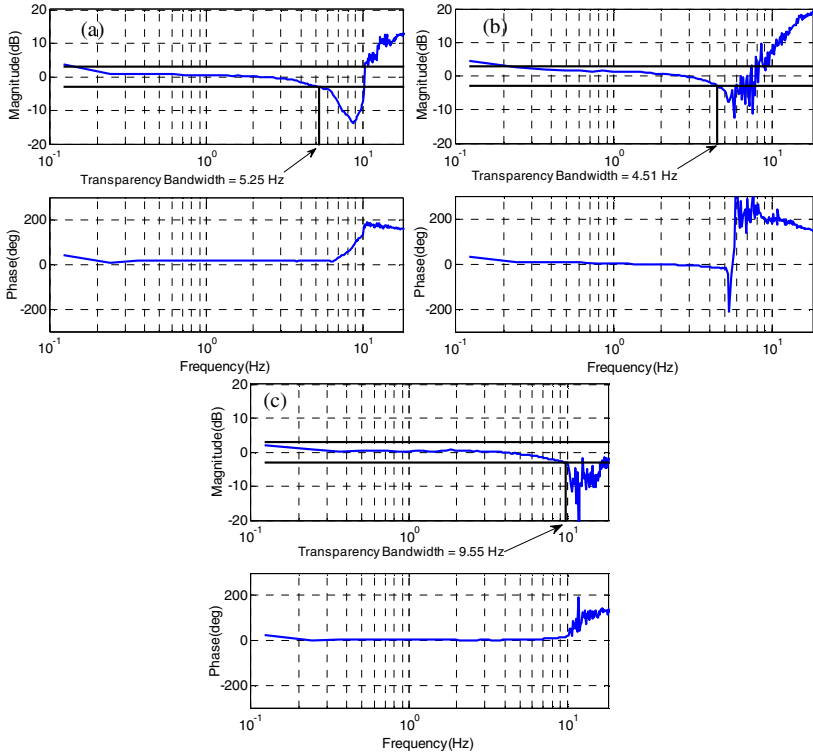 (a)
Magnitude(dB)
20
10
0
-10
-20
10^-1
10^0
10^1
Transparency Bandwidth = 5.25 Hz
Phase(deg)
200
0
-200
10^-1
10^0
10^1
Frequency(Hz)
(b)
Magnitude(dB)
20
10
0
-10
-20
10^-1
10^0
10^1
Transparency Bandwidth = 4.51 Hz
Phase(deg)
200
0
-200
10^-1
10^0
10^1
Frequency(Hz)
(c)
Magnitude(dB)
20
10
0
-10
-20
10^-1
10^0
10^1
Transparency Bandwidth = 9.55 Hz
Phase(deg)
200
0
-200
10^-1
10^0
10^1
Frequency(Hz)